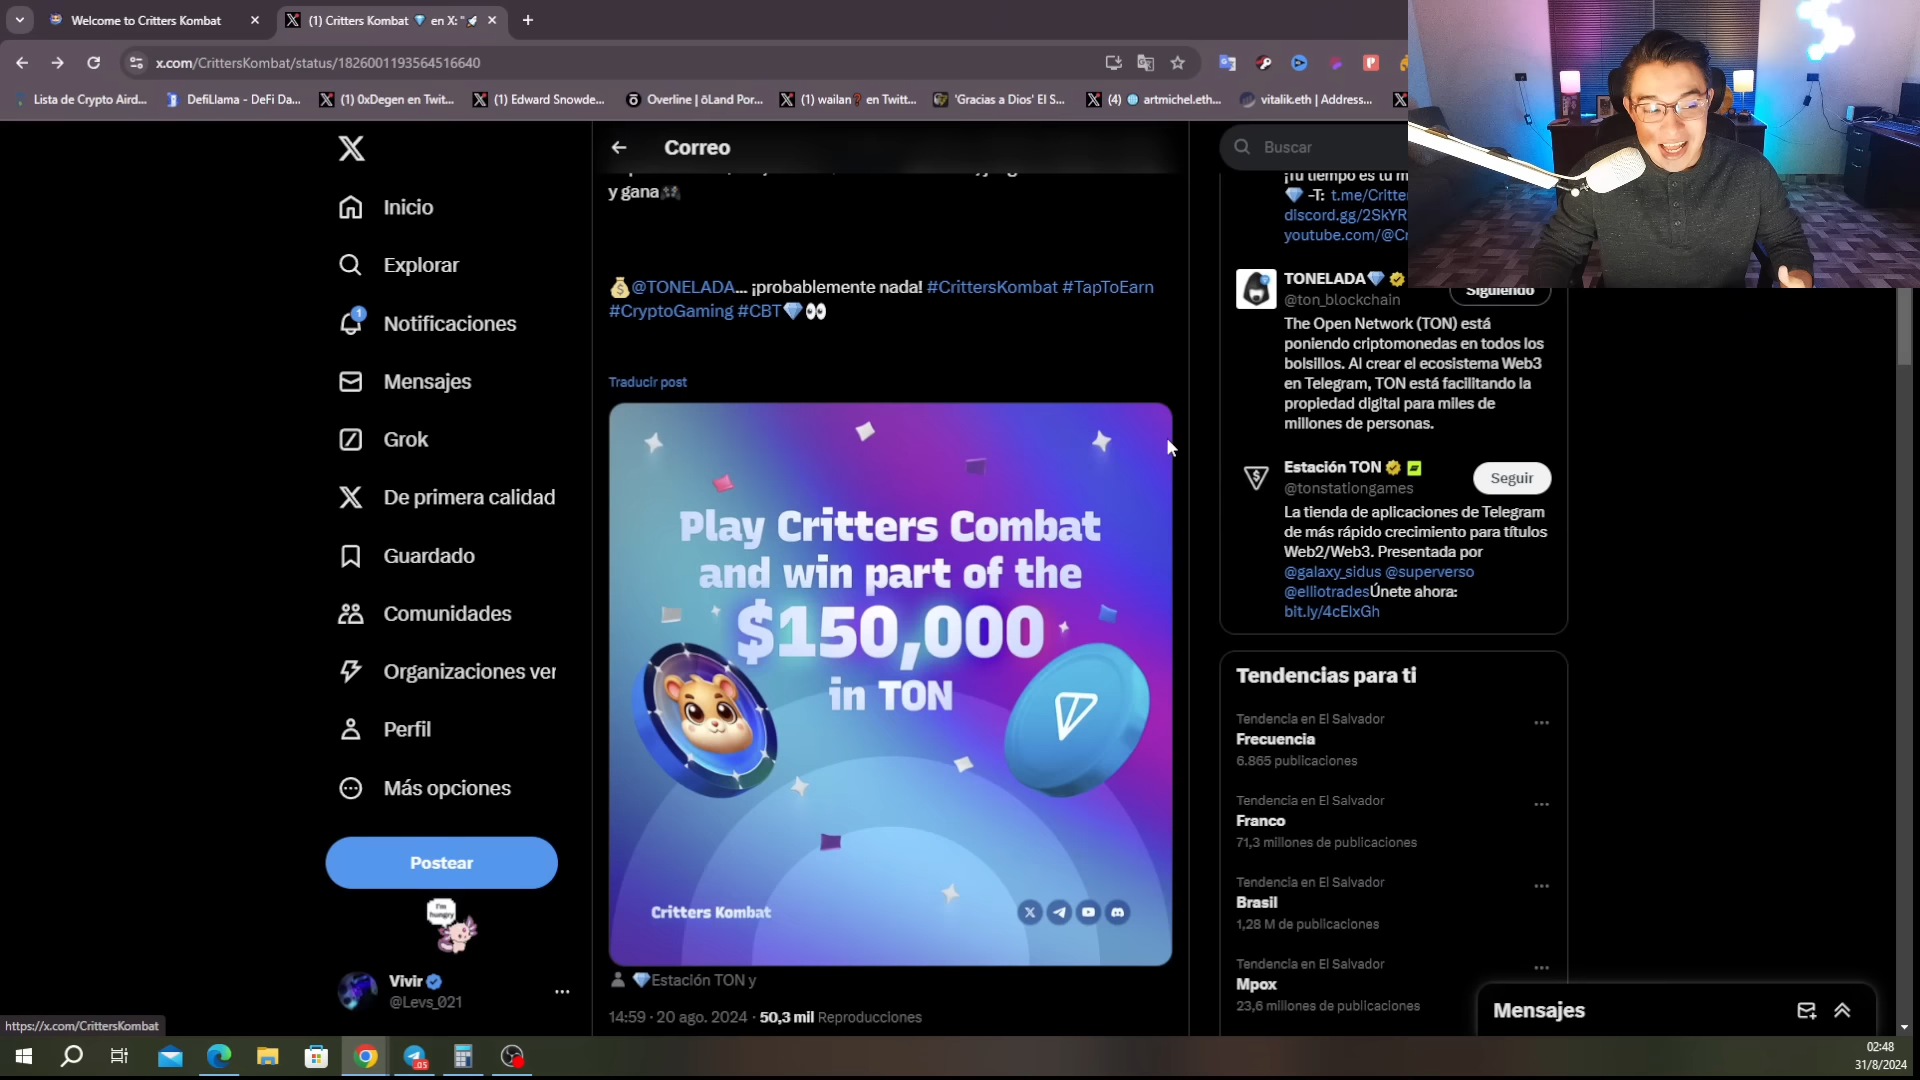 Welcome to Critters Kombat
(1) Critters Kombat 💎 en X: "🚀
x.com/CrittersKombat/status/1826001193564516640
Lista de Crypto Aird...
DefiLlama - DeFi Da...
(1) 0xDegen en Twit...
(1) Edward Snowde...
Overline | ōLand Por...
(1) wailan❓ en Twitt...
'Gracias a Dios' El S...
(4) 🌐 artmichel.eth...
vitalik.eth | Address...
Inicio
Explorar
1
Notificaciones
Mensajes
Grok
De primera calidad
Guardado
Comunidades
Organizaciones ver
Perfil
Más opciones
Postear
I'm
hungry
Vivir
@Levs_021
https://x.com/CrittersKombat
Correo
y gana
💰@TONELADA... ¡probablemente nada! #CrittersKombat #TapToEarn
#CryptoGaming #CBT💎👀
Traducir post
Play Critters Combat
and win part of the
$150,000
in TON
Critters Kombat
💎Estación TON y
14:59 · 20 ago. 2024 · 50,3 mil Reproducciones
Buscar
¡Tu tiempo es tu m
💎 -T: t.me/Critte
discord.gg/2SkYR
youtube.com/@Cr
TONELADA💎
@ton_blockchain
Siguiendo
The Open Network (TON) está
poniendo criptomonedas en todos los
bolsillos. Al crear el ecosistema Web3
en Telegram, TON está facilitando la
propiedad digital para miles de
millones de personas.
Estación TON
@tonstationgames
Seguir
La tienda de aplicaciones de Telegram
de más rápido crecimiento para títulos
Web2/Web3. Presentada por
@galaxy_sidus @superverso
@elliotradesÚnete ahora:
bit.ly/4cElxGh
Tendencias para ti
Tendencia en El Salvador
Frecuencia
6.865 publicaciones
Tendencia en El Salvador
Franco
71,3 millones de publicaciones
Tendencia en El Salvador
Brasil
1,28 M de publicaciones
Tendencia en El Salvador
Mpox
23,6 millones de publicaciones
Mensajes
02:48
31/8/2024